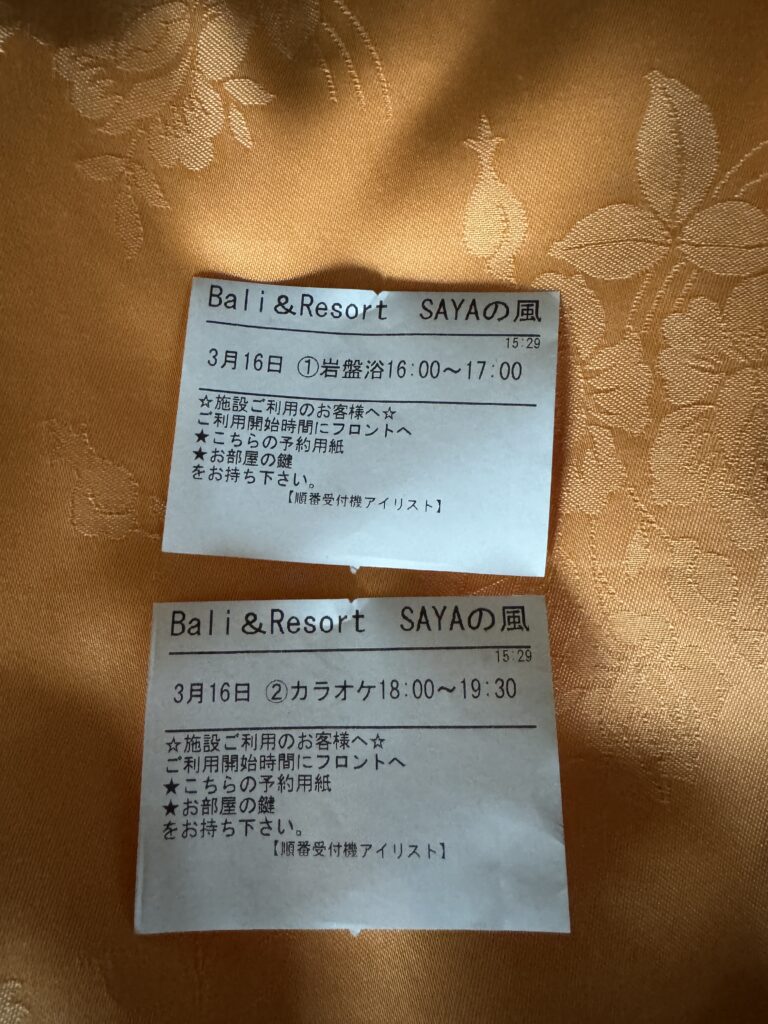 Bali＆Resort　SAYAの風
15:29
3月16日 ①岩盤浴16:00～17:00
☆施設ご利用のお客様へ☆
ご利用開始時間にフロントへ
★こちらの予約用紙
★お部屋の鍵
をお持ち下さい。
【順番受付機アイリスト】
Bali＆Resort　SAYAの風
15:29
3月16日 ②カラオケ18:00～19:30
☆施設ご利用のお客様へ☆
ご利用開始時間にフロントへ
★こちらの予約用紙
★お部屋の鍵
をお持ち下さい。
【順番受付機アイリスト】